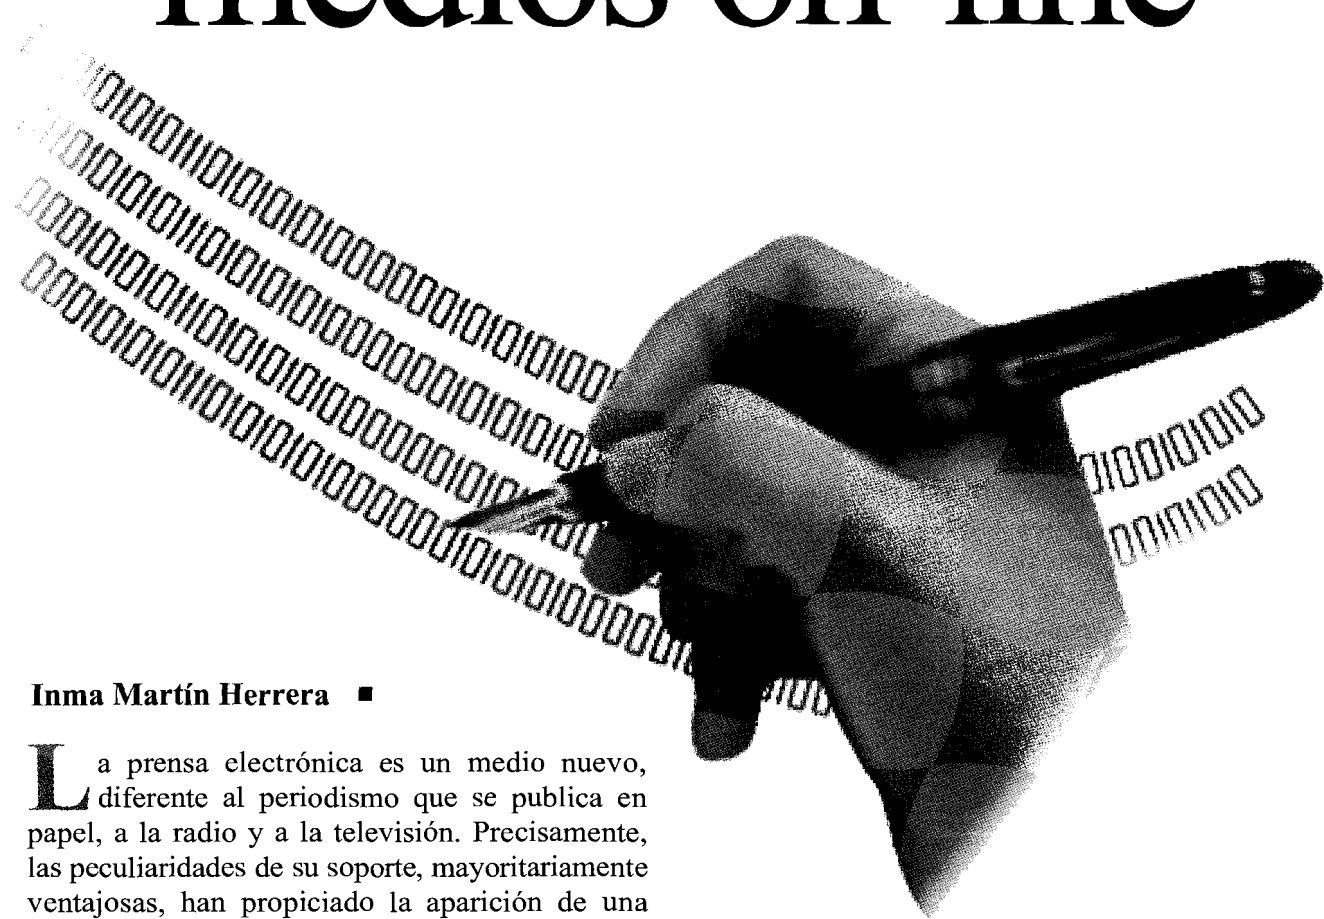 medios on-line
Inma Martín Herrera ■
La prensa electrónica es un medio nuevo,
diferente al periodismo que se publica en
papel, a la radio y a la televisión. Precisamente,
las peculiaridades de su soporte, mayoritariamente
ventajosas, han propiciado la aparición de una